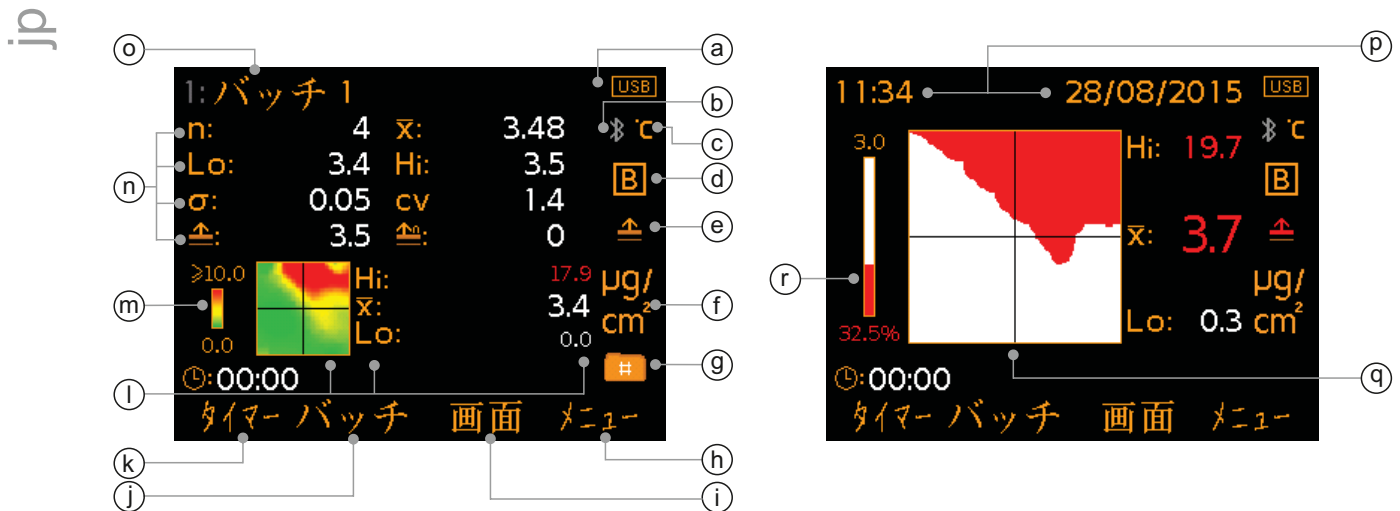 jp
o
a
p
1: バッチ 1
USB
b
n: 4 x̅: 3.48
℃
c
Lo: 3.4 Hi: 3.5
n
B
d
σ: 0.05 cv 1.4
e
: 3.5 : 0
≥10.0
Hi: 17.9
µg/
m
x̅: 3.4
cm²
f
0.0
Lo: 0.0
#
g
:00:00
l
タイマー バッチ 画面 メニュー
k
h
j
i
11:34 28/08/2015 USB
3.0
Hi: 19.7
℃
B
x̅: 3.7
r
µg/
Lo: 0.3 cm²
32.5%
q
:00:00
タイマー バッチ 画面 メニュー